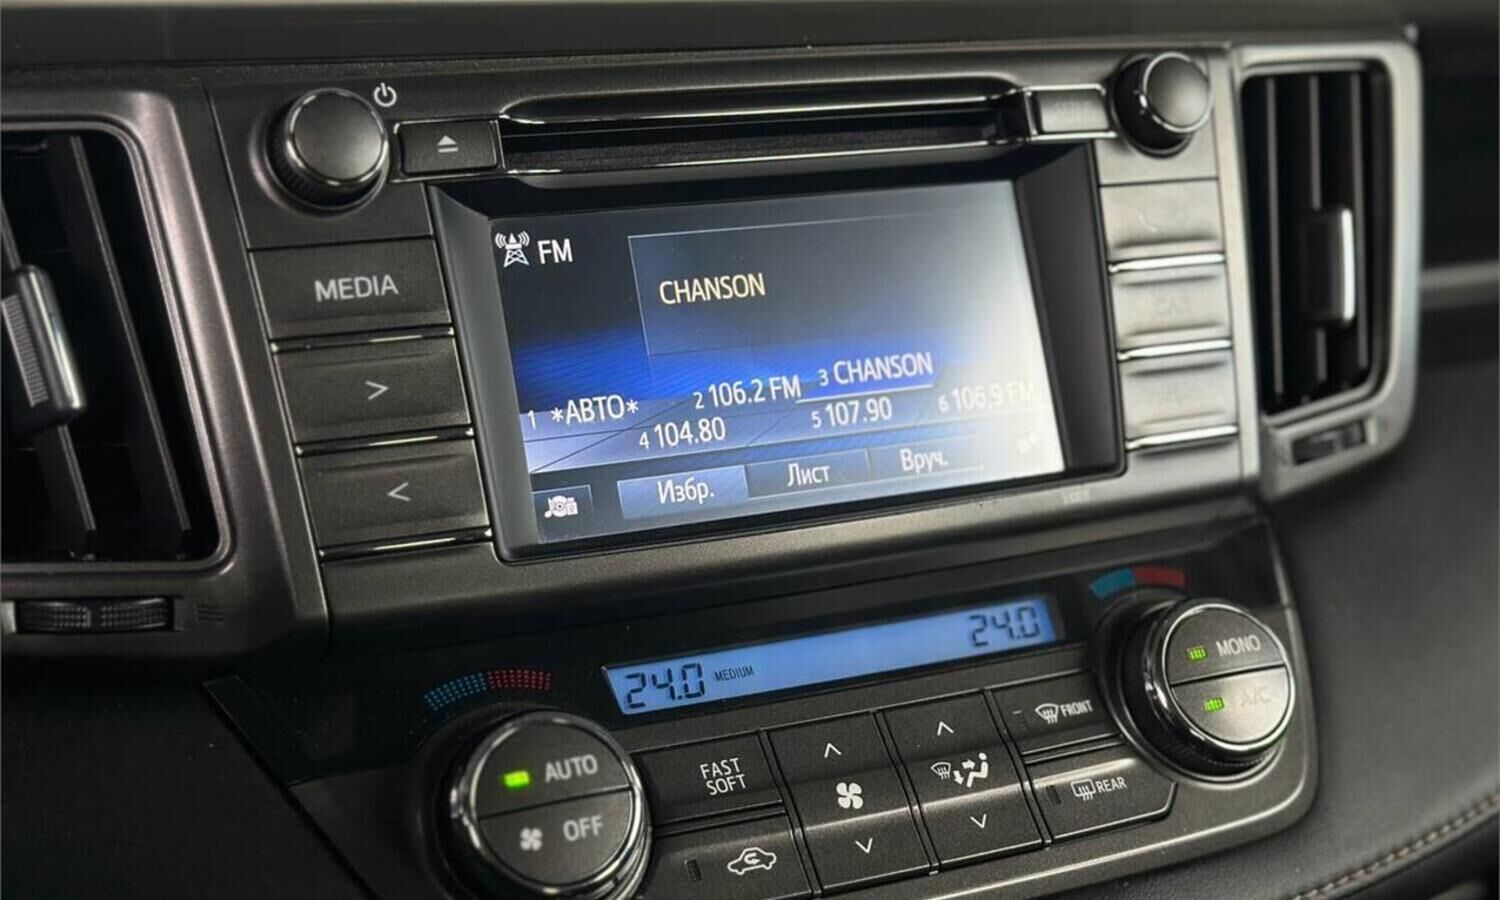 MEDIA
>
<
FM
CHANSON
1 *АВТО*
2 106.2 FM
3 CHANSON
4 104.80
5 107.90
6 106,9 FM
Избр.
Лист
Вруч.
24.0
MEDIUM
24.0
AUTO
OFF
FAST
SOFT
FRONT
REAR
MONO
A/C